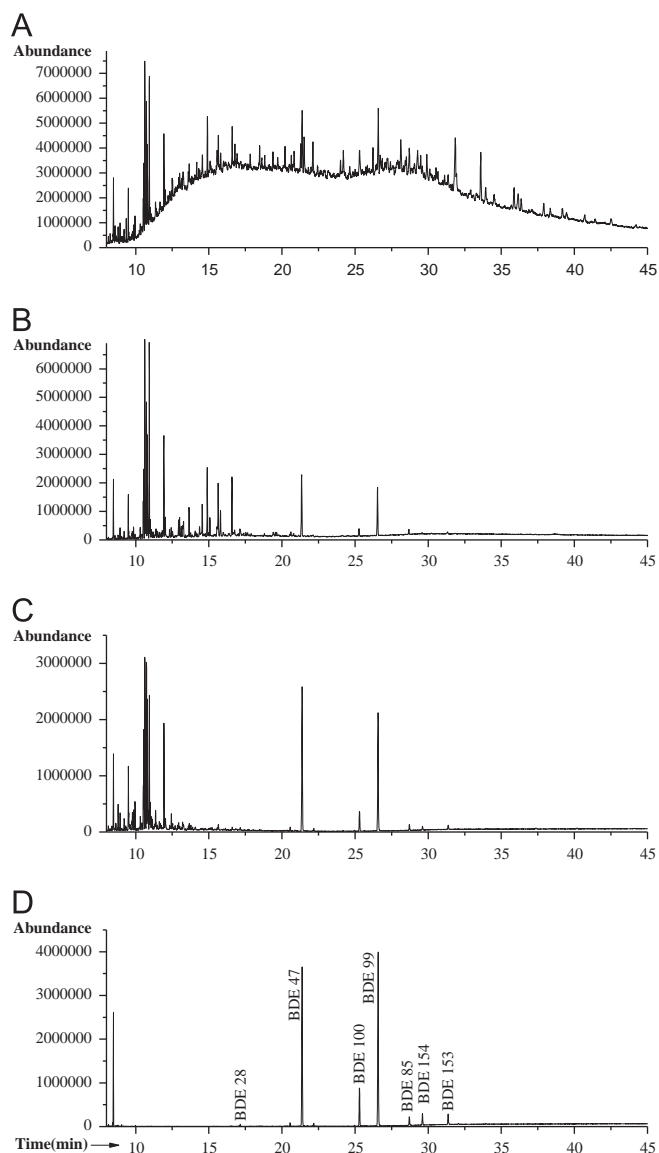 A
Abundance
7000000
6000000
5000000
4000000
3000000
2000000
1000000
0
10 15 20 25 30 35 40 45
B
Abundance
6000000
5000000
4000000
3000000
2000000
1000000
0
10 15 20 25 30 35 40 45
C
Abundance
3000000
2000000
1000000
0
10 15 20 25 30 35 40 45
D
Abundance
4000000
3000000
2000000
1000000
0
BDE 28
BDE 47
BDE 100
BDE 99
BDE 85
BDE 154
BDE 153
Time(min)
10 15 20 25 30 35 40 45